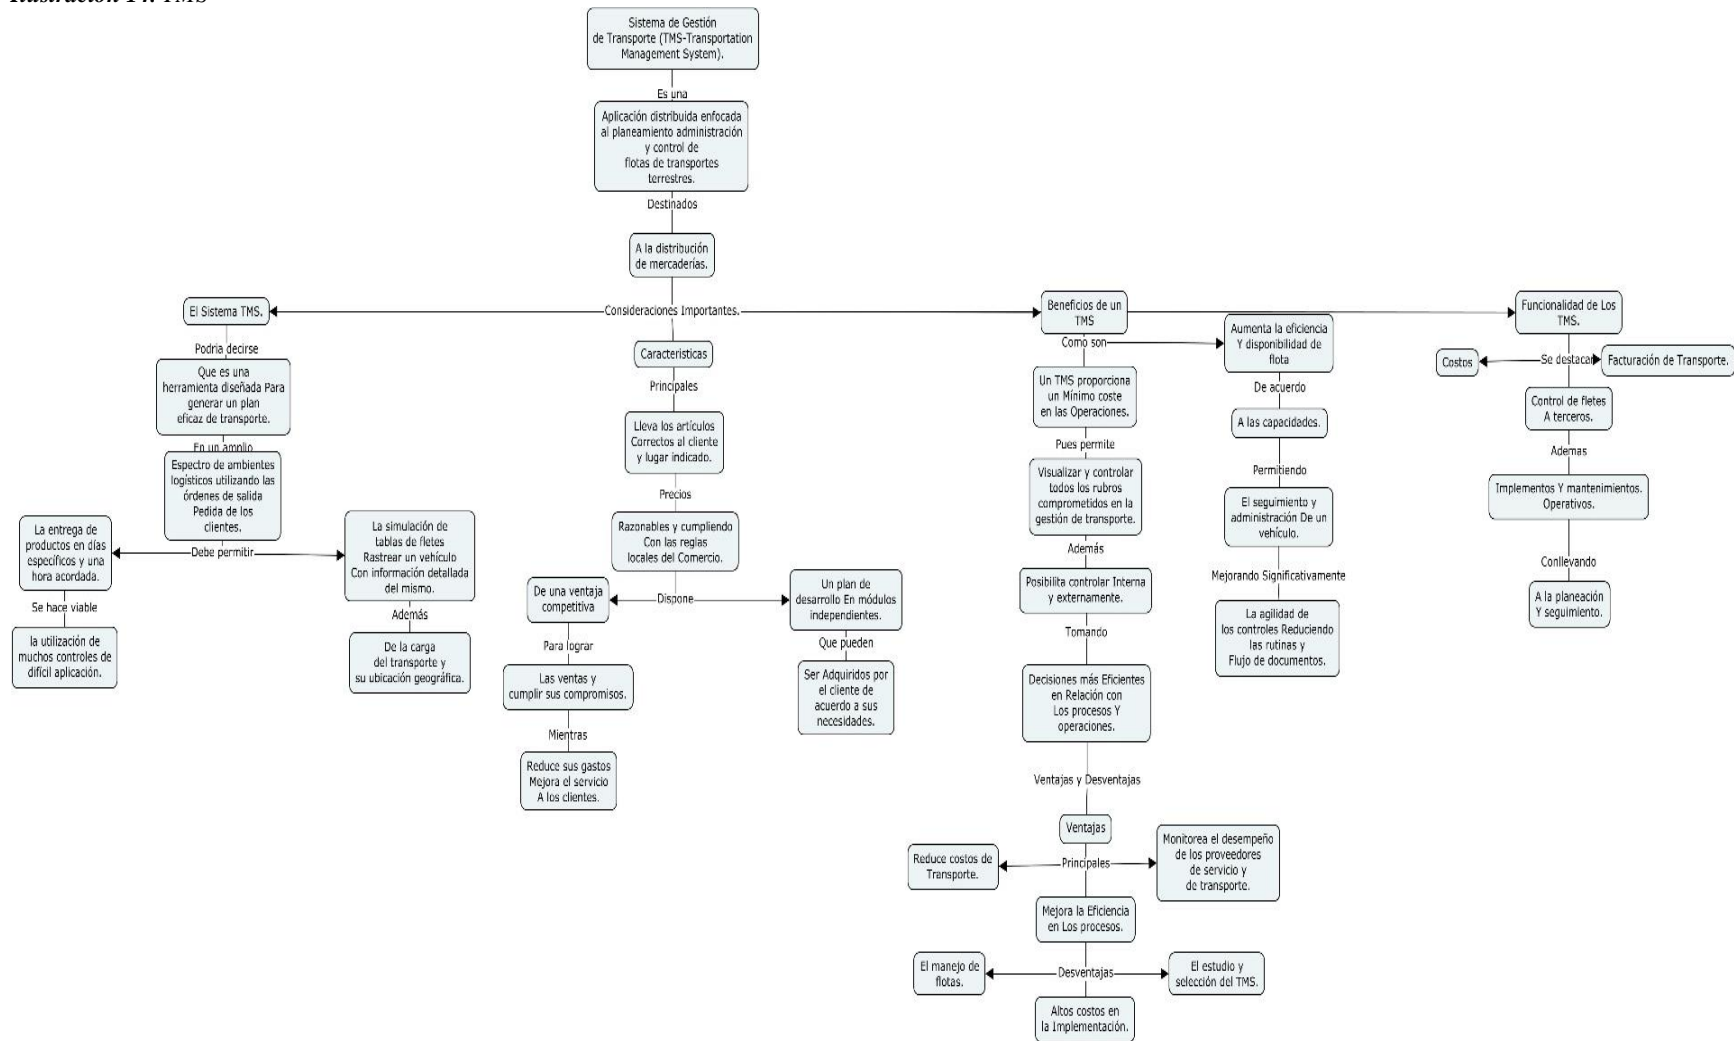 Ilustración 14. TMS
Sistema de Gestión
de Transporte (TMS-Transportation
Management System).
Es una
Aplicación distribuida enfocada
al planeamiento administración
y control de
flotas de transportes
terrestres.
Destinados
A la distribución
de mercaderías.
Consideraciones Importantes.
El Sistema TMS.
Podria decirse
Que es una
herramienta diseñada Para
generar un plan
eficaz de transporte.
En un amplio
Espectro de ambientes
logísticos utilizando las
órdenes de salida
Pedida de los
clientes.
Debe permitir
La entrega de
productos en días
específicos y una
hora acordada.
Se hace viable
la utilización de
muchos controles de
difícil aplicación.
La simulación de
tablas de fletes
Rastrear un vehículo
Con información detallada
del mismo.
Además
De la carga
del transporte y
su ubicación geográfica.
Caracteristicas
Principales
Lleva los artículos
Correctos al cliente
y lugar indicado.
Precios
Razonables y cumpliendo
Con las reglas
locales del Comercio.
Dispone
De una ventaja
competitiva
Para lograr
Las ventas y
cumplir sus compromisos.
Mientras
Reduce sus gastos
Mejora el servicio
A los clientes.
Un plan de
desarrollo En módulos
independientes.
Que pueden
Ser Adquiridos por
el cliente de
acuerdo a sus
necesidades.
Beneficios de un
TMS
Como son
Un TMS proporciona
un Mínimo coste
en las Operaciones.
Pues permite
Visualizar y controlar
todos los rubros
comprometidos en la
gestión de transporte.
Además
Posibilita controlar Interna
y externamente.
Tomando
Decisiones más Eficientes
en Relación con
Los procesos Y
operaciones.
Ventajas y Desventajas
Ventajas
Principales
Reduce costos de
Transporte.
Monitorea el desempeño
de los proveedores
de servicio y
de transporte.
Mejora la Eficiencia
en Los procesos.
Desventajas
El manejo de
flotas.
El estudio y
selección del TMS.
Altos costos en
la Implementación.
Aumenta la eficiencia
Y disponibilidad de
flota
De acuerdo
A las capacidades.
Permitiendo
El seguimiento y
administración De un
vehículo.
Mejorando Significativamente
La agilidad de
los controles Reduciendo
las rutinas y
Flujo de documentos.
Funcionalidad de Los
TMS.
Se destacan
Costos
Facturación de Transporte.
Control de fletes
A terceros.
Ademas
Implementos Y mantenimientos.
Operativos.
Conllevando
A la planeación
Y seguimiento.